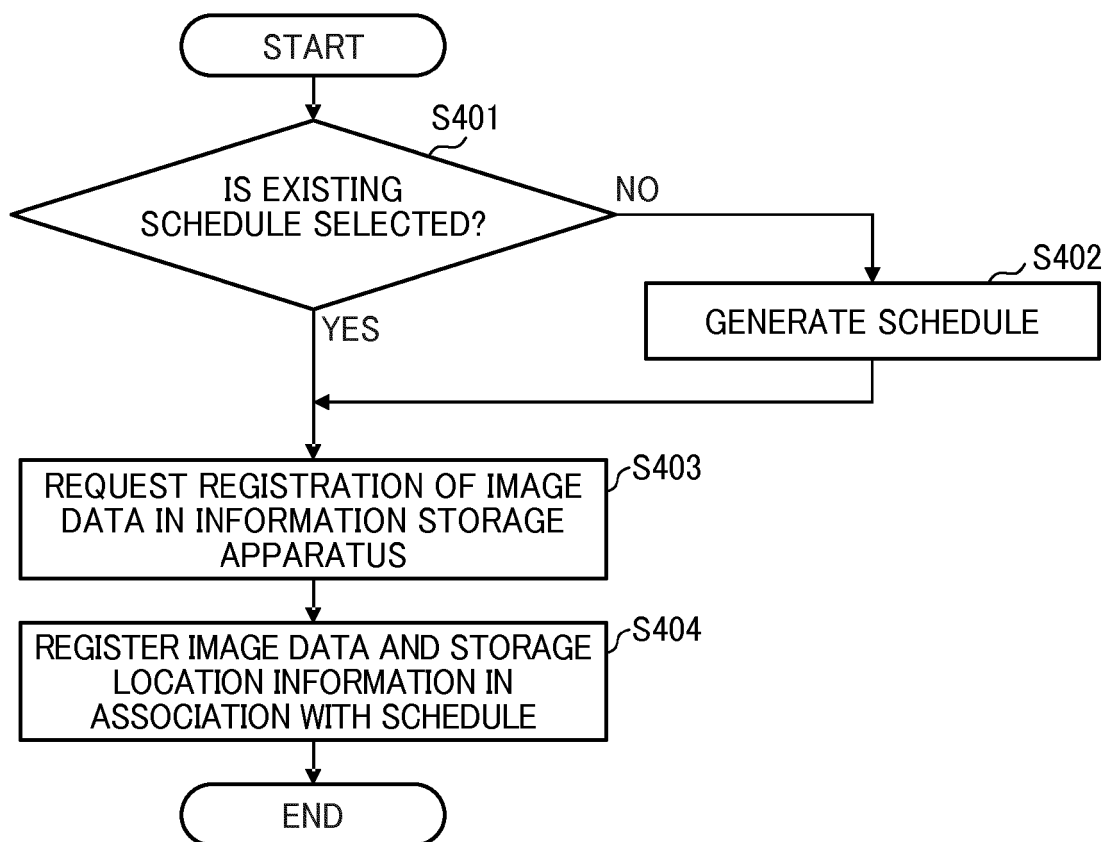 START
S401
IS EXISTING
SCHEDULE SELECTED?
NO
YES
S402
GENERATE SCHEDULE
S403
REQUEST REGISTRATION OF IMAGE
DATA IN INFORMATION STORAGE
APPARATUS
S404
REGISTER IMAGE DATA AND STORAGE
LOCATION INFORMATION IN
ASSOCIATION WITH SCHEDULE
END